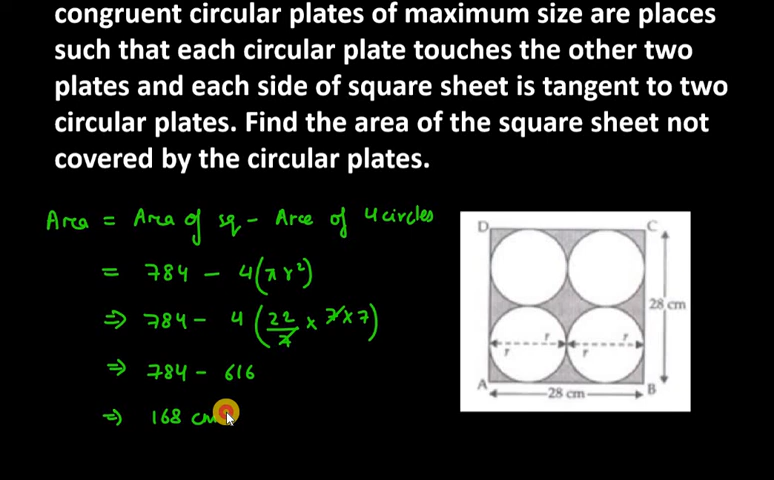 congruent circular plates of maximum size are places
such that each circular plate touches the other two
plates and each side of square sheet is tangent to two
circular plates. Find the area of the square sheet not
covered by the circular plates.
Area = Area of sq - Area of 4 circles
= 784 - 4(πr²)
⇒ 784 - 4(22/7 × 7 × 7)
⇒ 784 - 616
⇒ 168 cm
D C
28 cm
r r
r r
A B
28 cm